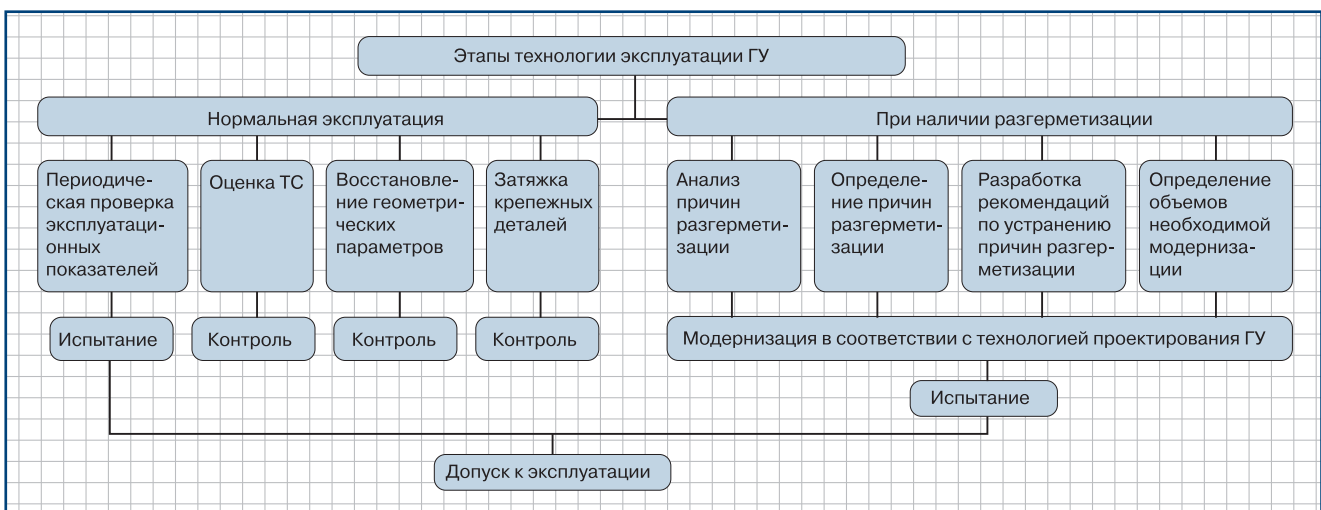 Этапы технологии эксплуатации ГУ
Нормальная эксплуатация
При наличии разгерметизации
Периодиче-
ская проверка
эксплуатаци-
онных
показателей
Оценка ТС
Восстановле-
ние геометри-
ческих
параметров
Затяжка
крепежных
деталей
Анализ
причин
разгермети-
зации
Определе-
ние причин
разгермети-
зации
Разработка
рекомендаций
по устранению
причин разгер-
метизации
Определение
объемов
необходимой
модерниза-
ции
Испытание
Контроль
Контроль
Контроль
Модернизация в соответствии с технологией проектирования ГУ
Испытание
Допуск к эксплуатации